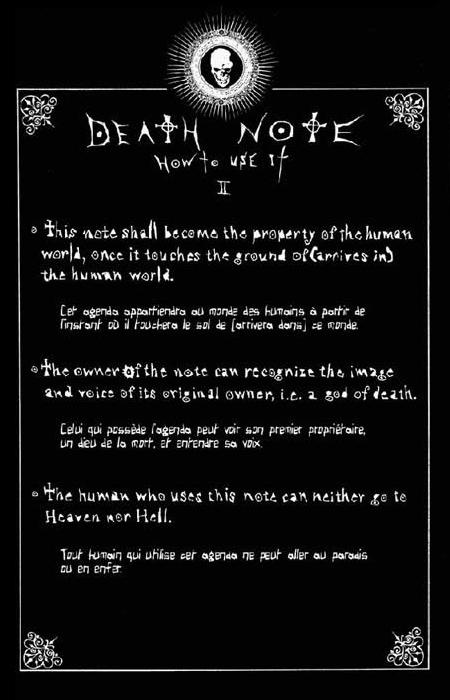 DEATH NOTE
How to use it
II
This note shall become the property of the human
world, once it touches the ground of (arrives in)
the human world.
Cet agenda appartiendra au monde des humains à partir de
l'instant où il touchera le sol de [arrivera dans] ce monde.
The owner of the note can recognize the image
and voice of its original owner, i.e. a god of death.
Celui qui possède l'agenda peut voir son premier propriétaire,
un dieu de la mort, et entendre sa voix.
The human who uses this note can neither go to
Heaven nor Hell.
Tout humain qui utilise cet agenda ne peut aller au paradis
ou en enfer.